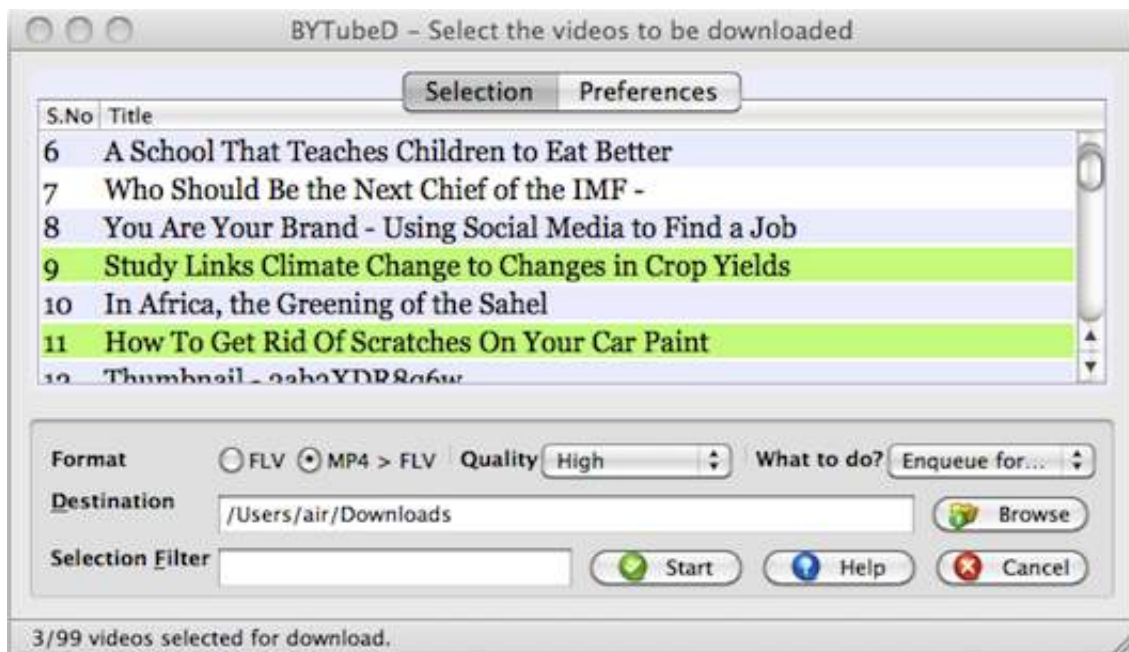 BYTubeD – Select the videos to be downloaded
Selection Preferences
S.No Title
6 A School That Teaches Children to Eat Better
7 Who Should Be the Next Chief of the IMF -
8 You Are Your Brand - Using Social Media to Find a Job
9 Study Links Climate Change to Changes in Crop Yields
10 In Africa, the Greening of the Sahel
11 How To Get Rid Of Scratches On Your Car Paint
12 Thumbnail -
Format FLV MP4 > FLV Quality High What to do? Enqueue for...
Destination /Users/air/Downloads Browse
Selection Filter Start Help Cancel
3/99 videos selected for download.